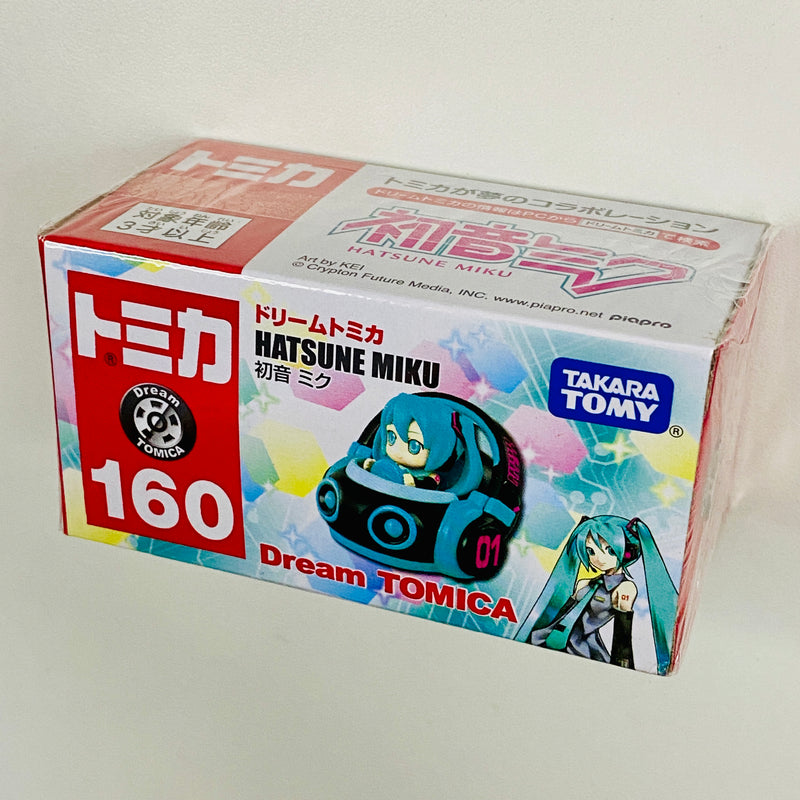 トミカ
対象年齢
3才以上
トミカが夢のコラボレーション
ドリームトミカの情報はPCから ドリームトミカ で検索
初音ミク
HATSUNE MIKU
Art by KEI
© Crypton Future Media, INC. www.piapro.net piapro
トミカ
®
Dream
TOMICA
160
ドリームトミカ
HATSUNE MIKU
初音 ミク
TAKARA
TOMY
®
01
01
Dream TOMICA